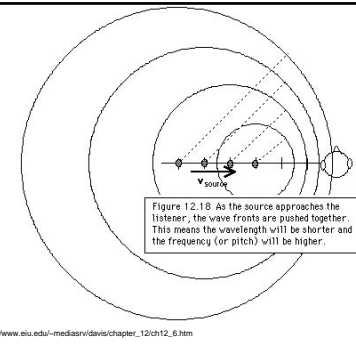 v source
Figure 12.18 As the source approaches the
listener, the wave fronts are pushed together.
This means the wavelength will be shorter and
the frequency (or pitch) will be higher.
/www.eiu.edu/~mediasrv/davis/chapter_12/ch12_6.htm